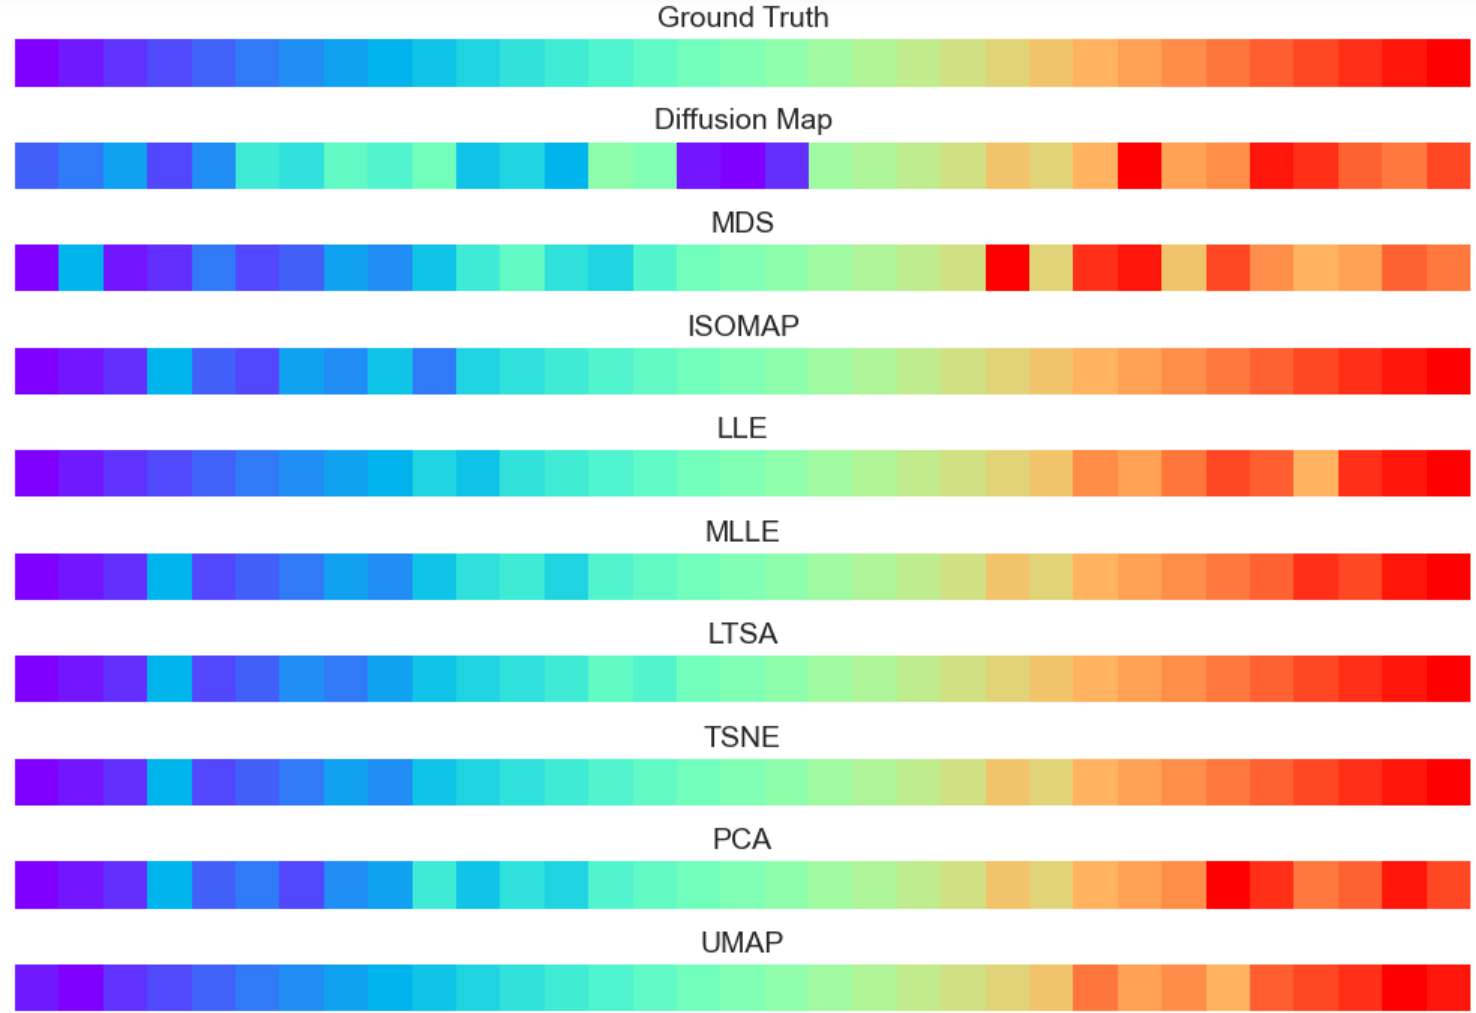 Ground Truth
Diffusion Map
MDS
ISOMAP
LLE
MLLE
LTSA
TSNE
PCA
UMAP